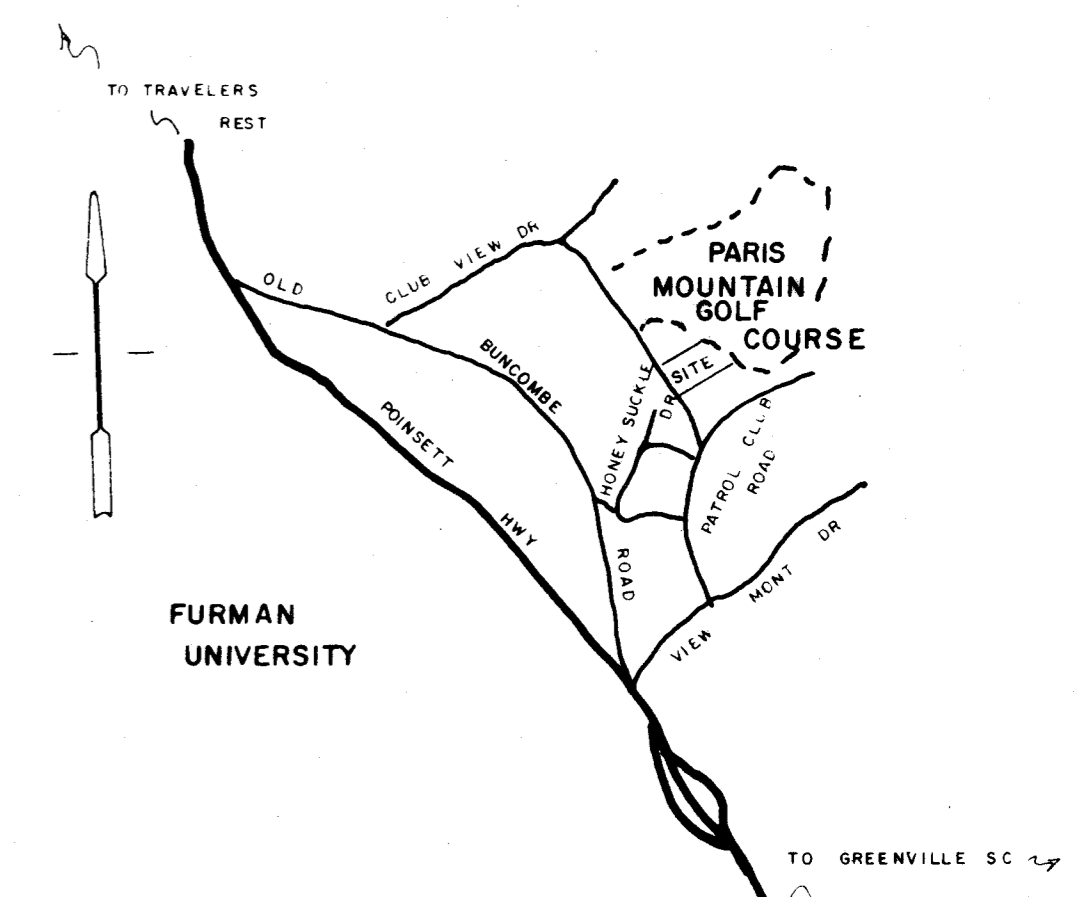 TO TRAVELERS
REST
OLD
CLUB VIEW DR
PARIS
MOUNTAIN
GOLF
COURSE
BUNCOMBE
SITE
HONEY SUCKLE
DR
POINSETT
PATROL CLUB
ROAD
HWY
ROAD
VIEW MONT DR
FURMAN
UNIVERSITY
TO GREENVILLE SC